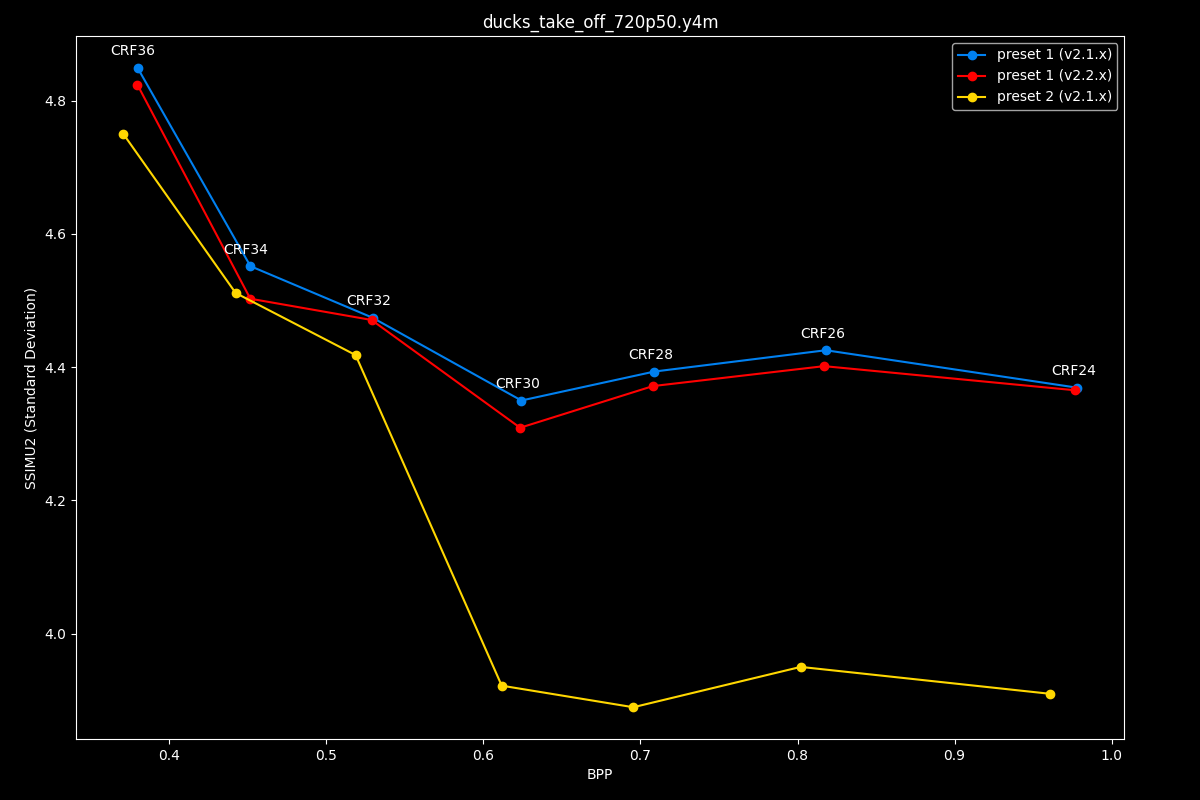 ducks_take_off_720p50.y4m
preset 1 (v2.1.x)
preset 1 (v2.2.x)
preset 2 (v2.1.x)
CRF36
CRF34
CRF32
CRF30
CRF28
CRF26
CRF24
SSIMU2 (Standard Deviation)
4.8
4.6
4.4
4.2
4.0
0.4
0.5
0.6
0.7
0.8
0.9
1.0
BPP